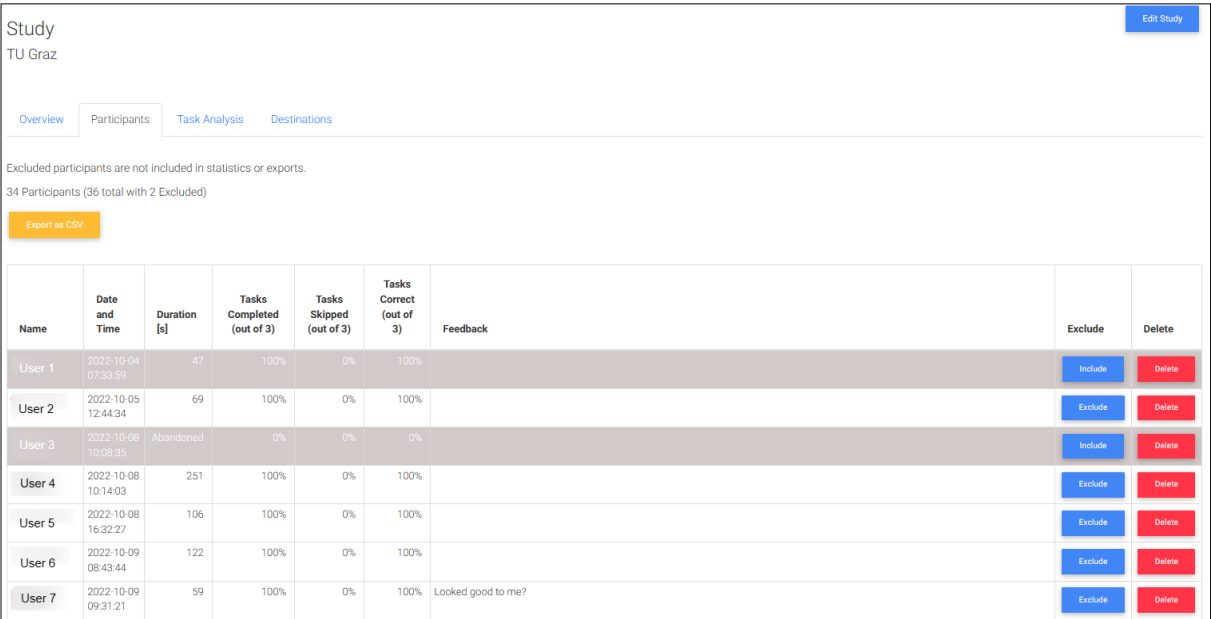 Study
Edit Study
TU Graz
Overview Participants Task Analysis Destinations
Excluded participants are not included in statistics or exports.
34 Participants (36 total with 2 Excluded)
Export as CSV
Name Date and Time Duration [s] Tasks Completed (out of 3) Tasks Skipped (out of 3) Tasks Correct (out of 3) Feedback Exclude Delete
User 1 2022-10-04 07:33:59 47 100% 0% 100% Include Delete
User 2 2022-10-05 12:44:34 69 100% 0% 100% Exclude Delete
User 3 2022-10-08 10:08:35 Abandoned 0% 0% 0% Include Delete
User 4 2022-10-08 10:14:03 251 100% 0% 100% Exclude Delete
User 5 2022-10-08 16:32:27 106 100% 0% 100% Exclude Delete
User 6 2022-10-09 08:43:44 122 100% 0% 100% Exclude Delete
User 7 2022-10-09 09:31:21 59 100% 0% 100% Looked good to me? Exclude Delete